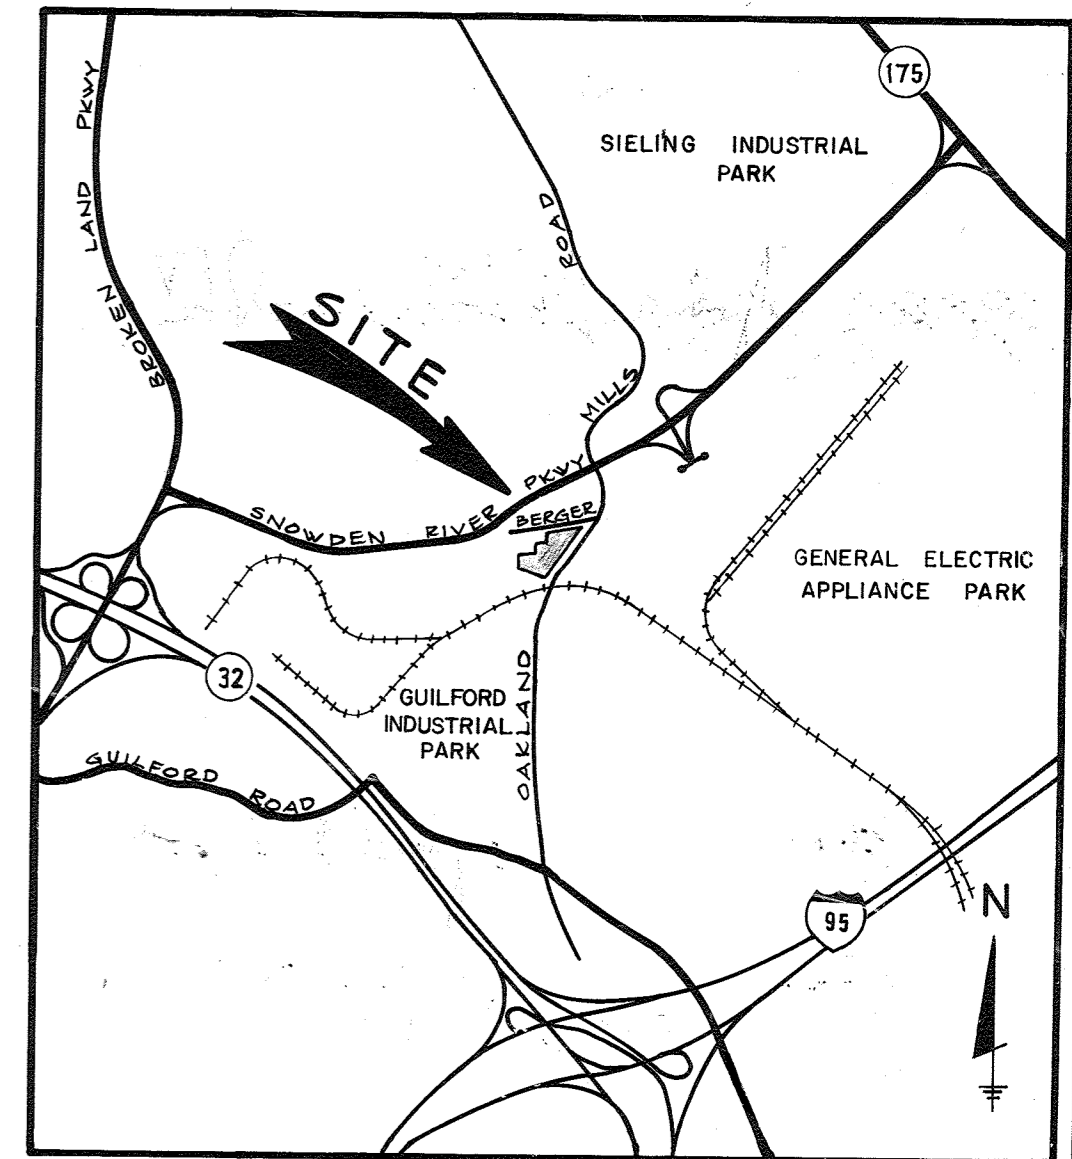 175
SIELING INDUSTRIAL
PARK
BROKEN LAND PKWY
ROAD
SITE
MILLS
SNOWDEN RIVER PKWY
BERGER
GENERAL ELECTRIC
APPLIANCE PARK
32
GUILFORD
INDUSTRIAL
PARK
OAKLAND
GUILFORD ROAD
95
N